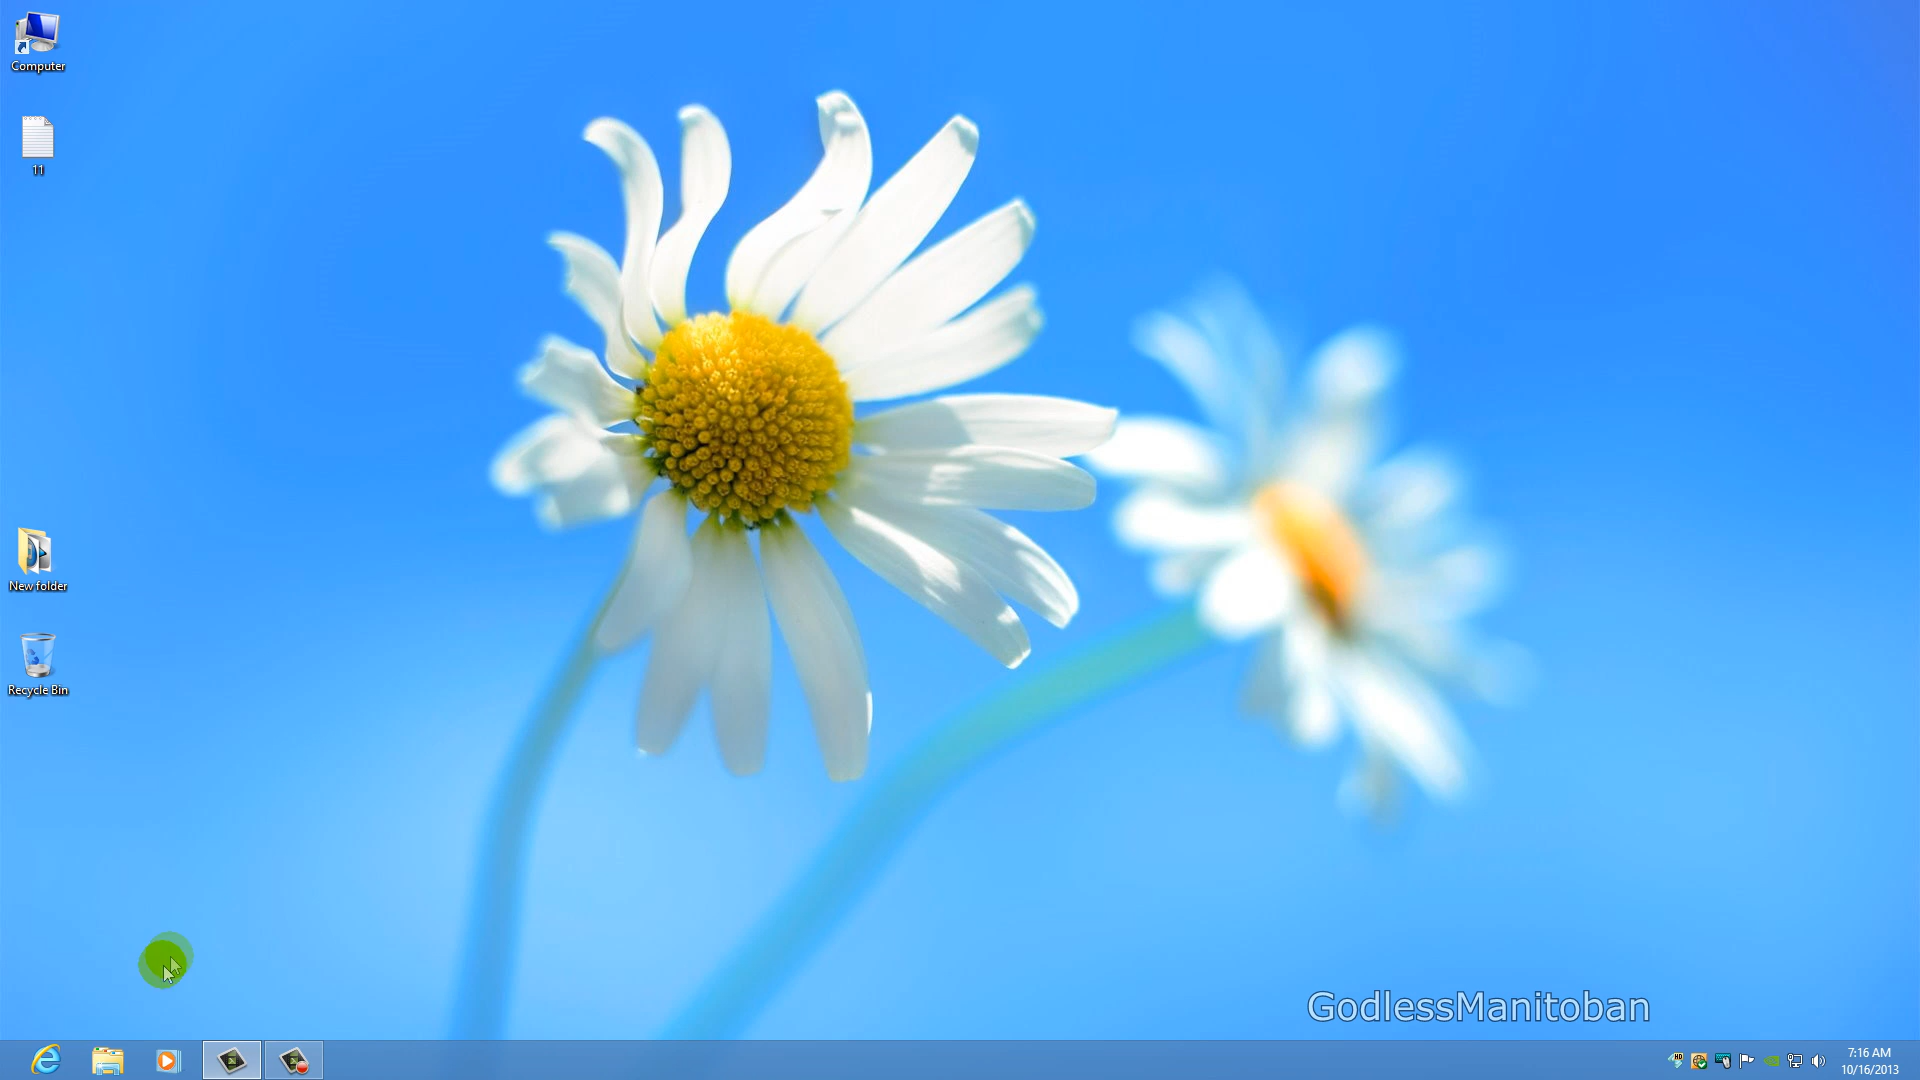 Computer
11
New folder
Recycle Bin
GodlessManitoban
7:16 AM
10/16/2013